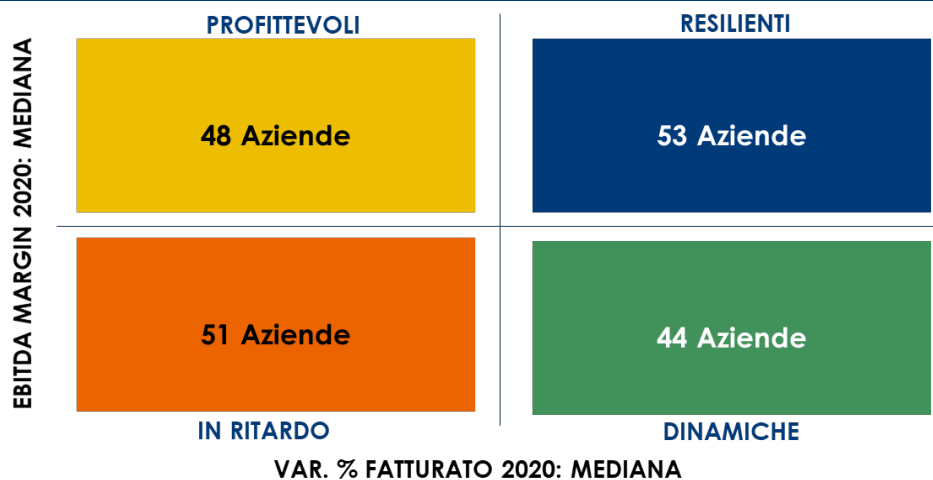 PROFITTEVOLI
RESILIENTI
EBITDA MARGIN 2020: MEDIANA
48 Aziende
53 Aziende
51 Aziende
44 Aziende
IN RITARDO
DINAMICHE
VAR. % FATTURATO 2020: MEDIANA